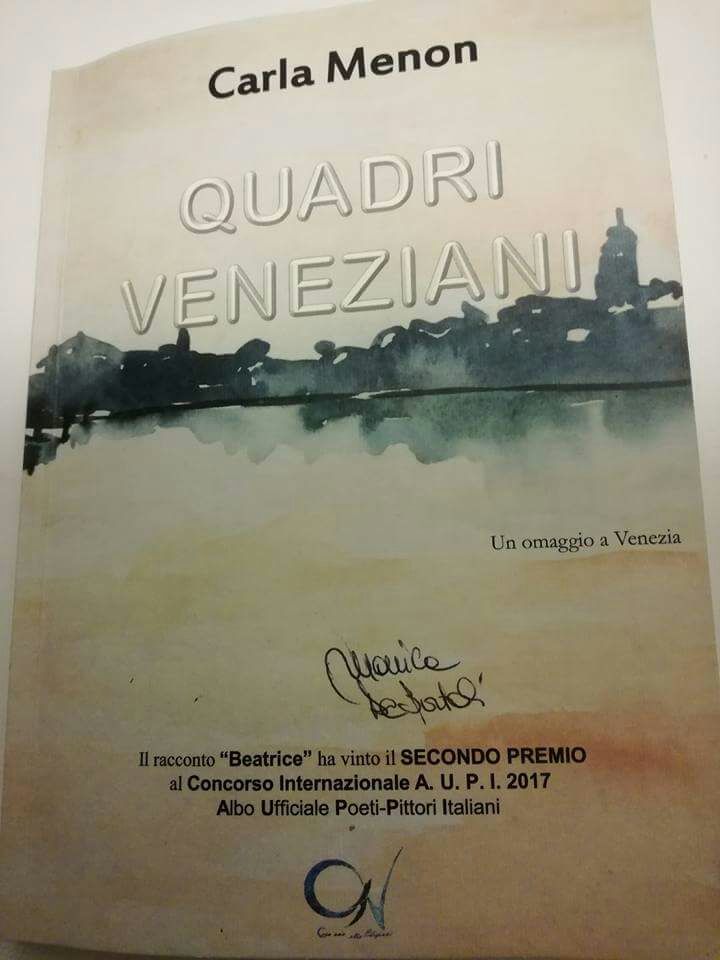 Carla Menon
QUADRI
VENEZIANI
Un omaggio a Venezia
Monica
Il racconto “Beatrice” ha vinto il SECONDO PREMIO
al Concorso Internazionale A. U. P. I. 2017
Albo Ufficiale Poeti-Pittori Italiani